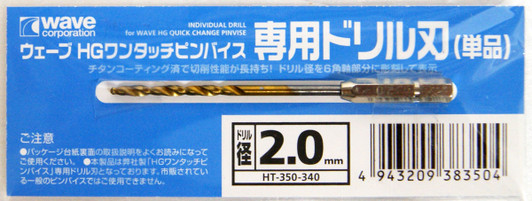 wave
corporation
INDIVIDUAL DRILL
for WAVE HG QUICK CHANGE PINVISE
ウェーブ HGワンタッチピンバイス 専用ドリル刃(単品)
チタンコーティング済で切削性能が長持ち! ドリル径を6角軸部分に刻印して表示
ご注意
●パッケージ台紙裏面の取扱説明をよくお読みになって
ご使用ください。●本製品は弊社製「HGワンタッチピ
ンバイス」専用ドリル刃となります。市販されてい
る一般のピンバイスではご使用できません。
ドリル径 2.0mm
HT-350-340
4 943209 383504